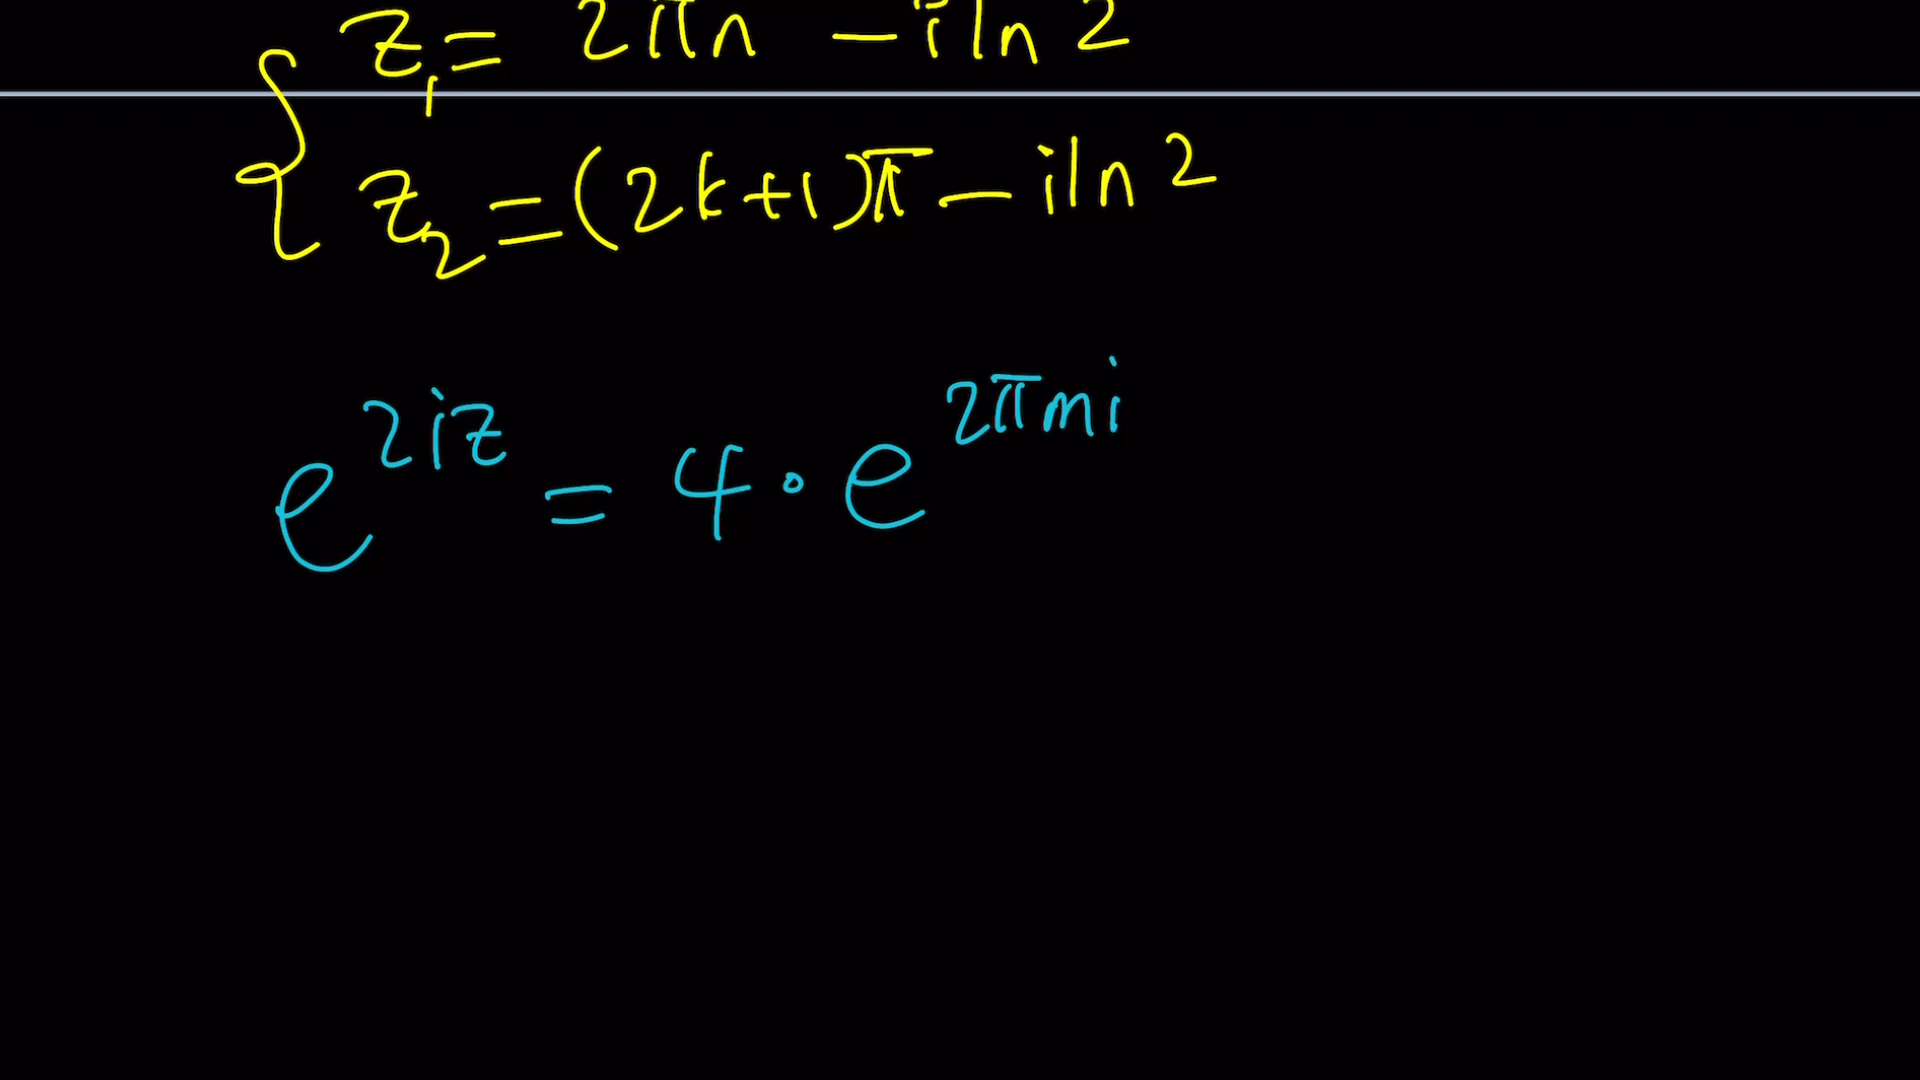 z₁ = 2πn - i ln 2
z₂ = (2k+1)π - i ln 2
e^{2iz} = 4 · e^{2πmi}